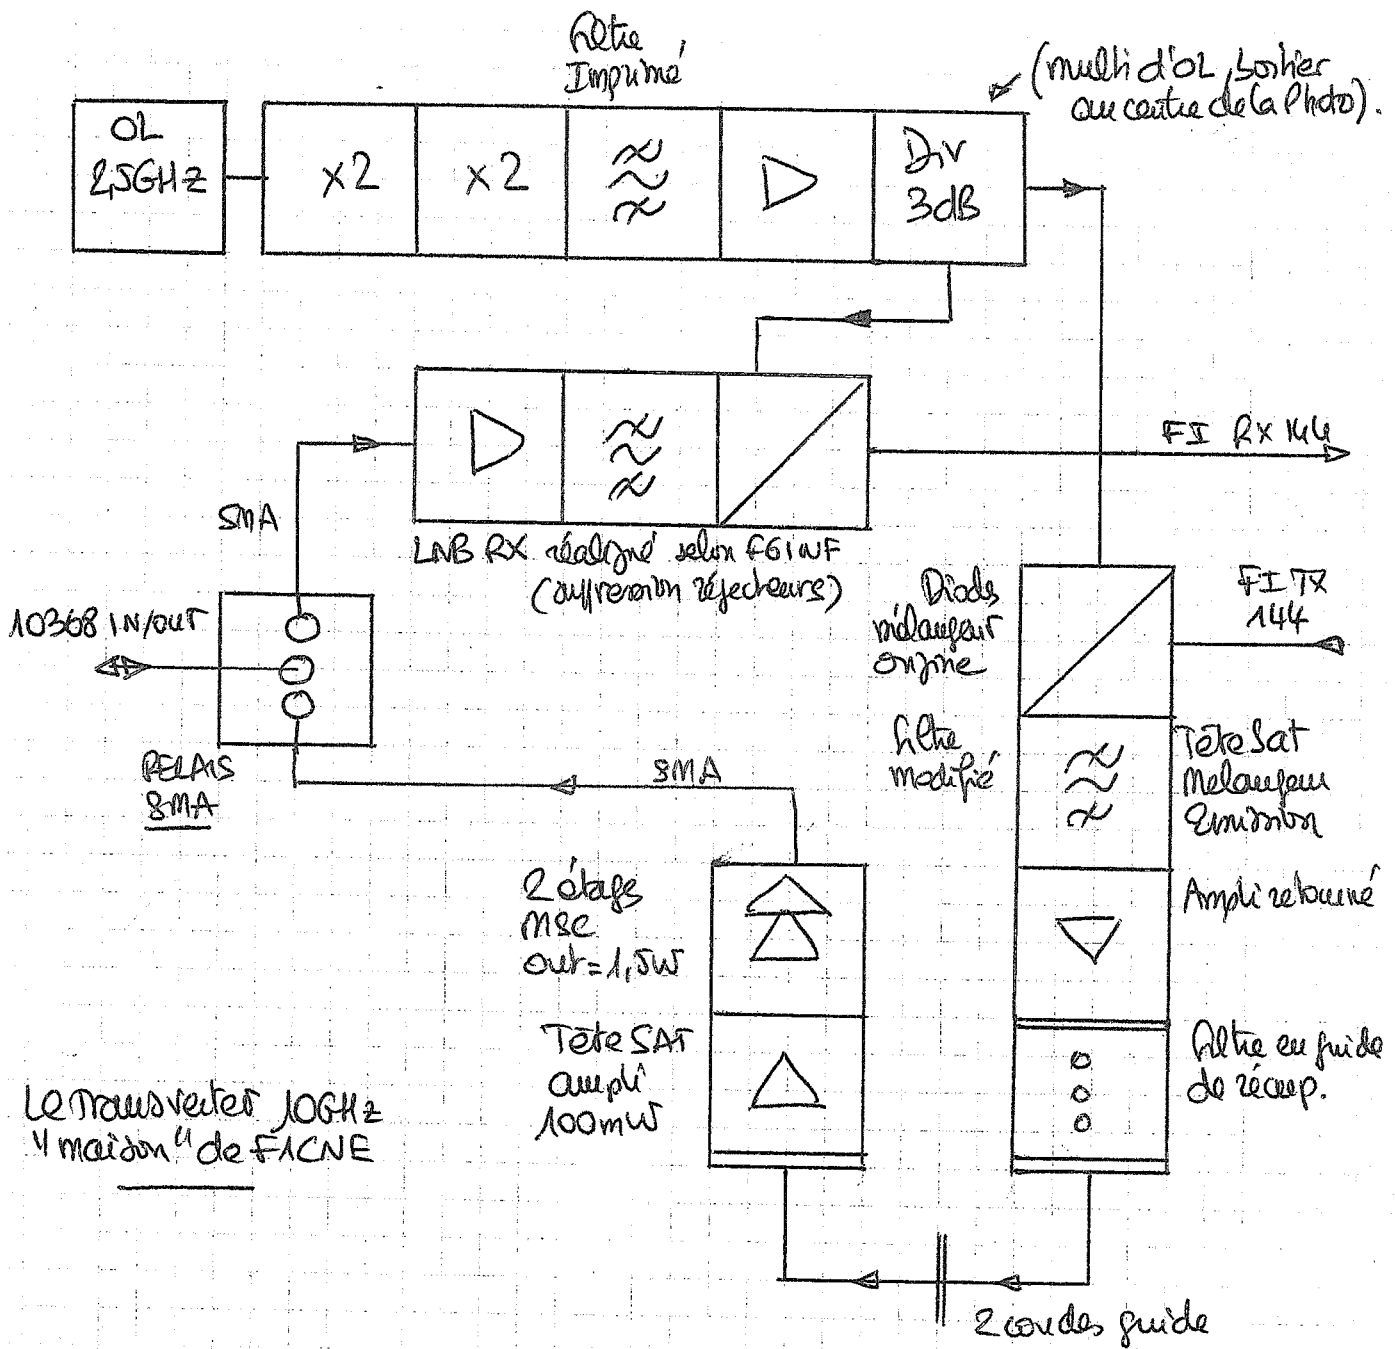 Filtre
Imprimé
(multi d'OL, boitier
au centre de la Photo).
OL
2,5GHz
x2
x2
Div
3dB
FI RX 144
SMA
LNB RX réaligné selon F6INF
(suppression réjecteurs)
10368 IN/OUT
Diode
mélangeur
origine
FI TX
144
RELAIS
SMA
SMA
filtre
modifié
Tête Sat
Mélangeur
Emission
2 étages
MSC
out=1,5W
Ampli retourné
Tête SAT
ampli
100mW
Filtre en guide
de récup.
Le Transverter 10GHz
"maison" de F1CNE
2 coudes guide